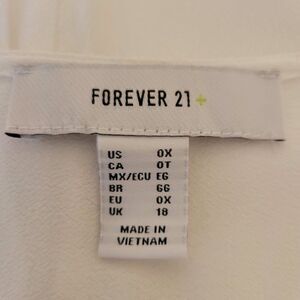 FOREVER 21+
US 0X
CA 0T
MX/ECU EG
BR GG
EU 0X
UK 18
MADE IN
VIETNAM